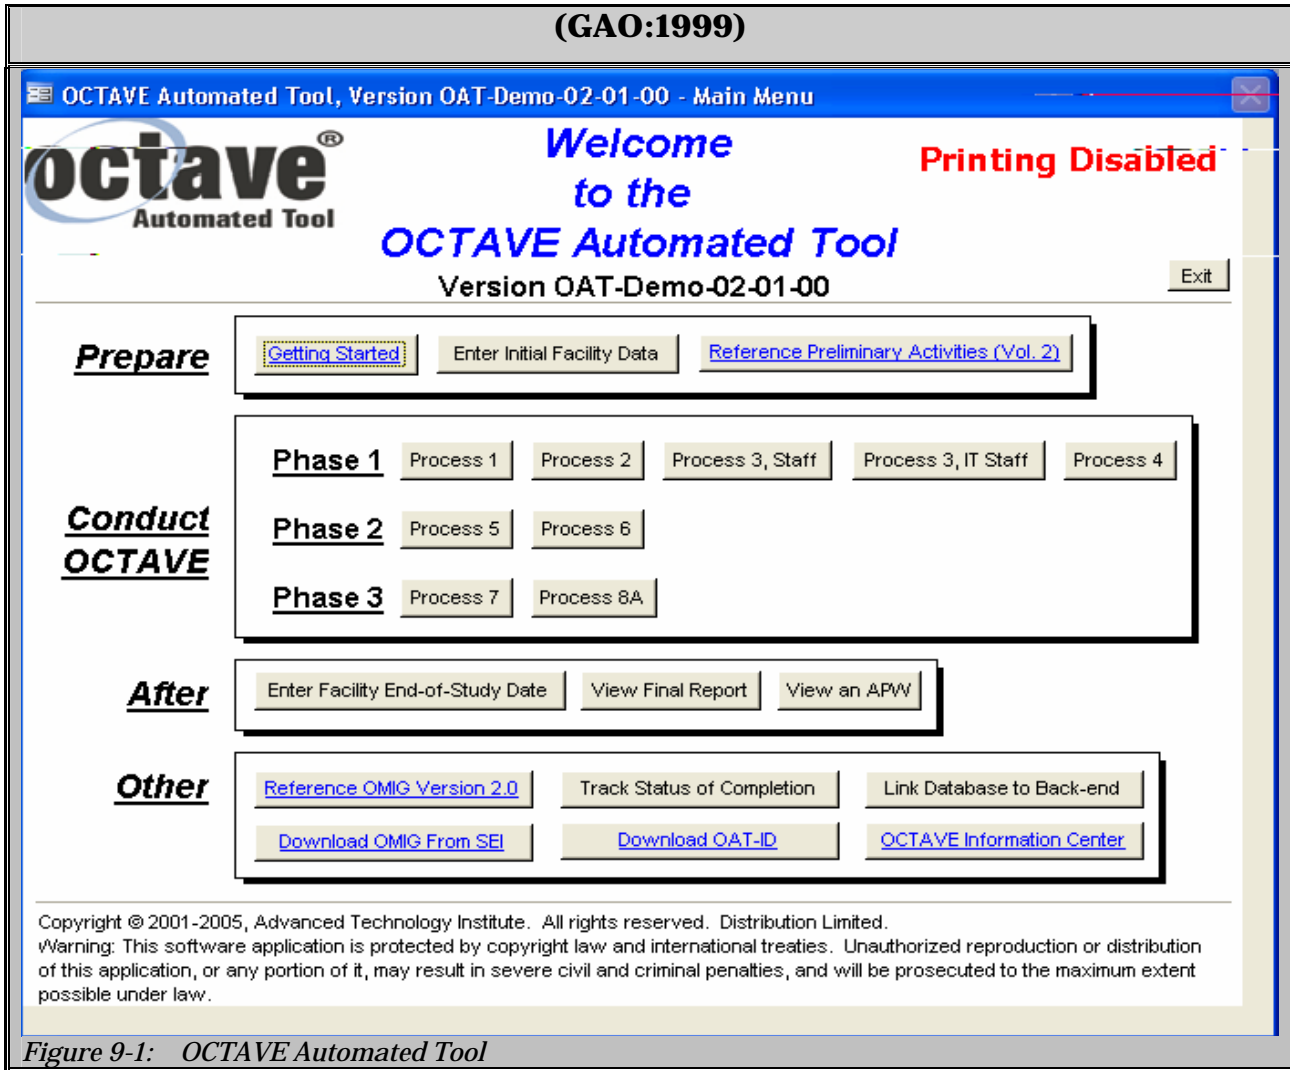 (GAO:1999)
OCTAVE Automated Tool, Version OAT-Demo-02-01-00 - Main Menu
octave®
Automated Tool
Welcome
to the
OCTAVE Automated Tool
Version OAT-Demo-02-01-00
Printing Disabled
Exit
Prepare
Getting Started Enter Initial Facility Data Reference Preliminary Activities (Vol. 2)
Conduct
OCTAVE
Phase 1 Process 1 Process 2 Process 3, Staff Process 3, IT Staff Process 4
Phase 2 Process 5 Process 6
Phase 3 Process 7 Process 8A
After
Enter Facility End-of-Study Date View Final Report View an APW
Other
Reference OMIG Version 2.0 Track Status of Completion Link Database to Back-end
Download OMIG From SEI Download OAT-ID OCTAVE Information Center
Copyright © 2001-2005, Advanced Technology Institute. All rights reserved. Distribution Limited.
Warning: This software application is protected by copyright law and international treaties. Unauthorized reproduction or distribution
of this application, or any portion of it, may result in severe civil and criminal penalties, and will be prosecuted to the maximum extent
possible under law.
Figure 9-1: OCTAVE Automated Tool